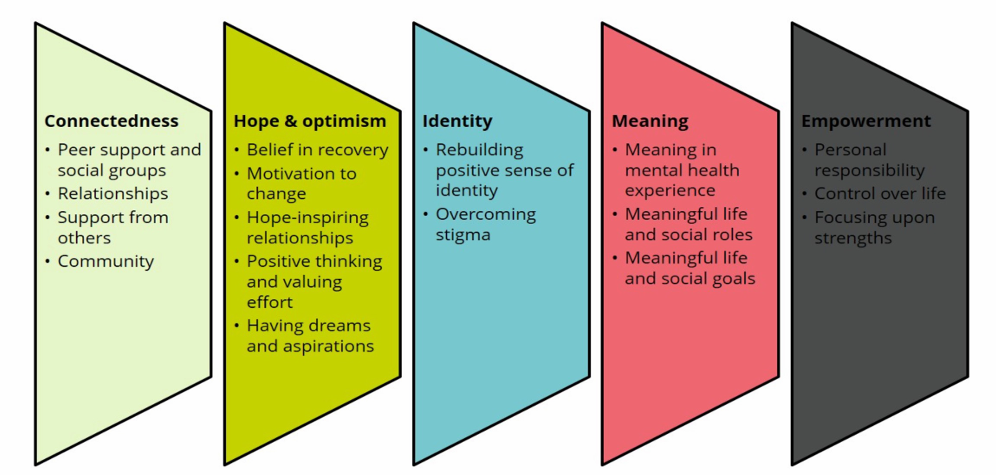 Connectedness
• Peer support and
social groups
• Relationships
• Support from
others
• Community
Hope & optimism
• Belief in recovery
• Motivation to
change
• Hope-inspiring
relationships
• Positive thinking
and valuing
effort
• Having dreams
and aspirations
Identity
• Rebuilding
positive sense of
identity
• Overcoming
stigma
Meaning
• Meaning in
mental health
experience
• Meaningful life
and social roles
• Meaningful life
and social goals
Empowerment
• Personal
responsibility
• Control over life
• Focusing upon
strengths